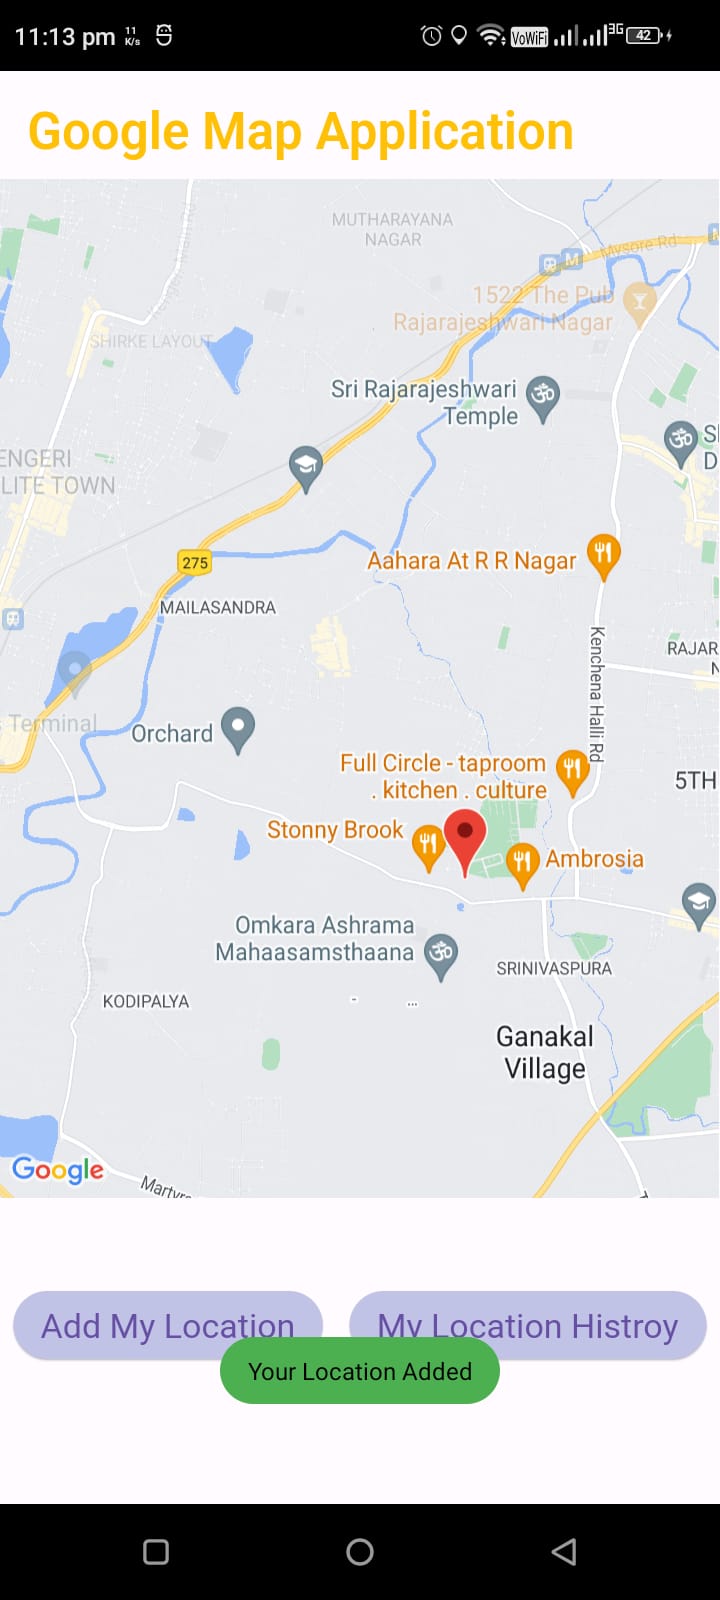 11:13 pm 11 K/s
VoWiFi 3G 42
Google Map Application
MUTHARAYANA
NAGAR
Mysore Rd
M
1522 The Pub
Rajarajeshwari Nagar
SHIRKE LAYOUT
Sri Rajarajeshwari
Temple
S
D
ENGERI
LITE TOWN
275
Aahara At R R Nagar
MAILASANDRA
Kenchena Halli Rd
RAJAR
N
Terminal
Orchard
Full Circle - taproom
. kitchen . culture
5TH
Stonny Brook
Ambrosia
Omkara Ashrama
Mahaasamsthaana
SRINIVASPURA
KODIPALYA
- ...
Ganakal
Village
Google
Martyrs
Add My Location
My Location Histroy
Your Location Added